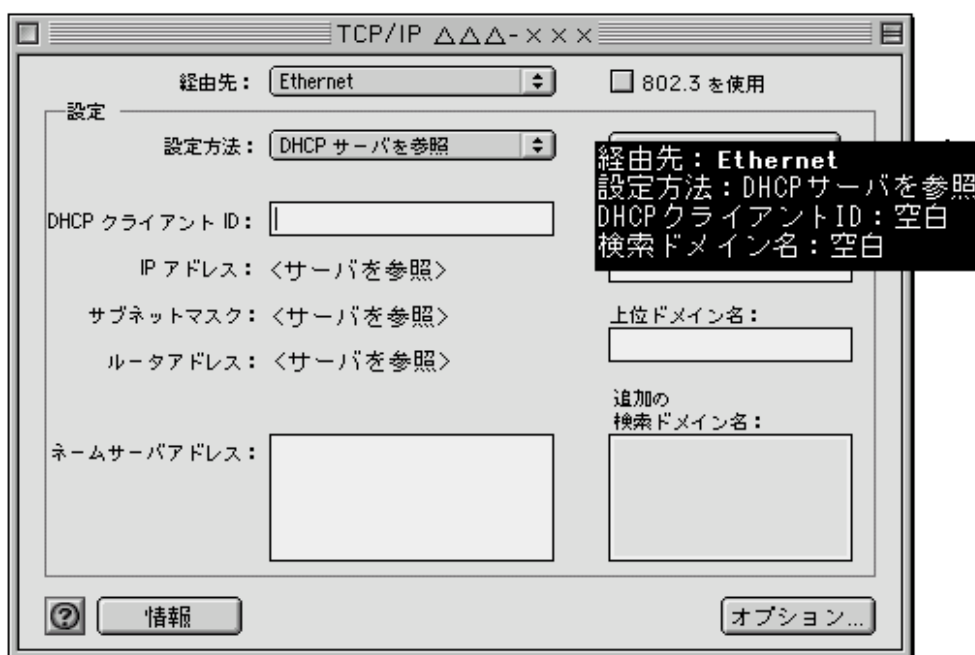 TCP/IP △△△-×××
経由先： Ethernet
802.3 を使用
設定
設定方法： DHCP サーバを参照
経由先：Ethernet
設定方法：DHCPサーバを参照
DHCPクライアントID：空白
検索ドメイン名：空白
DHCP クライアント ID：
IP アドレス： <サーバを参照>
サブネットマスク： <サーバを参照>
上位ドメイン名：
ルータアドレス： <サーバを参照>
追加の
検索ドメイン名：
ネームサーバアドレス：
?
情報
オプション...